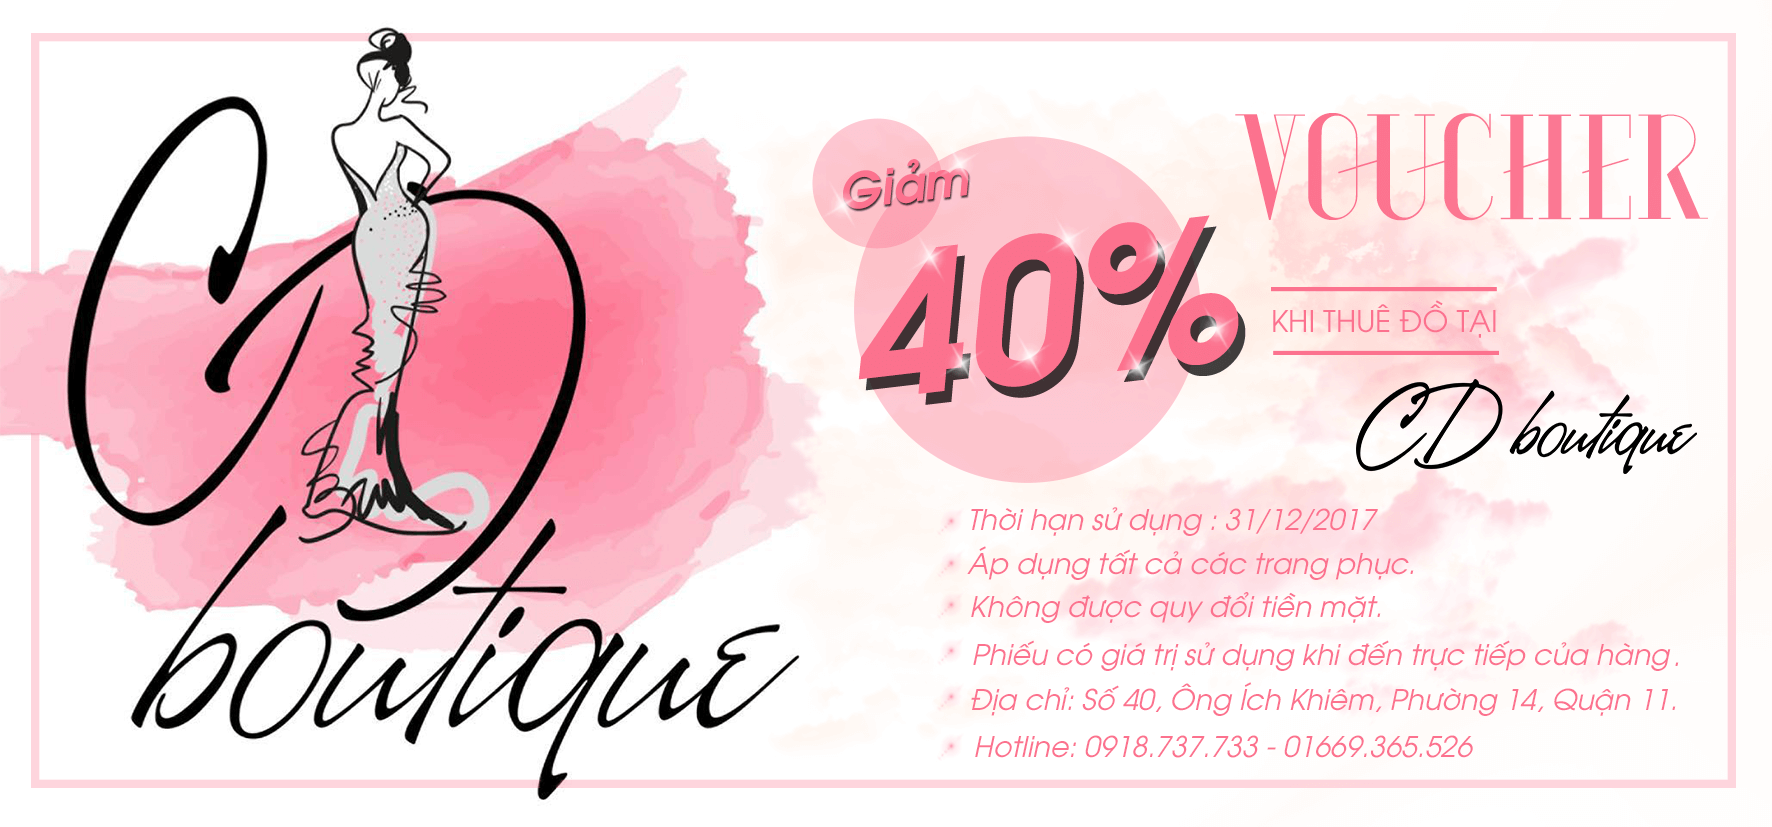 CD
boutique
Giảm
40%
VOUCHER
KHI THUÊ ĐỒ TẠI
CD boutique
Thời hạn sử dụng : 31/12/2017
Áp dụng tất cả các trang phục.
Không được quy đổi tiền mặt.
Phiếu có giá trị sử dụng khi đến trực tiếp cửa hàng.
Địa chỉ: Số 40, Ông Ích Khiêm, Phường 14, Quận 11.
Hotline: 0918.737.733 - 01669.365.526